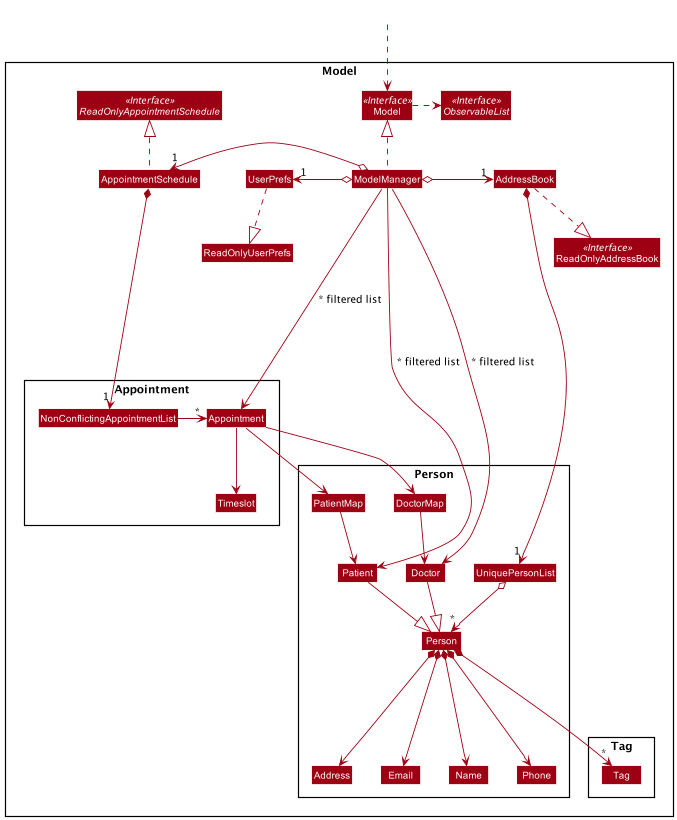 Model
«Interface»
ReadOnlyAppointmentSchedule
«Interface»
Model
«Interface»
ObservableList
1
AppointmentSchedule
UserPrefs
1
ModelManager
1
AddressBook
ReadOnlyUserPrefs
«Interface»
ReadOnlyAddressBook
* filtered list
* filtered list
* filtered list
Appointment
1
NonConflictingAppointmentList
*
Appointment
Person
Timeslot
PatientMap
DoctorMap
1
Patient
Doctor
UniquePersonList
*
Person
Tag
*
Address
Email
Name
Phone
Tag